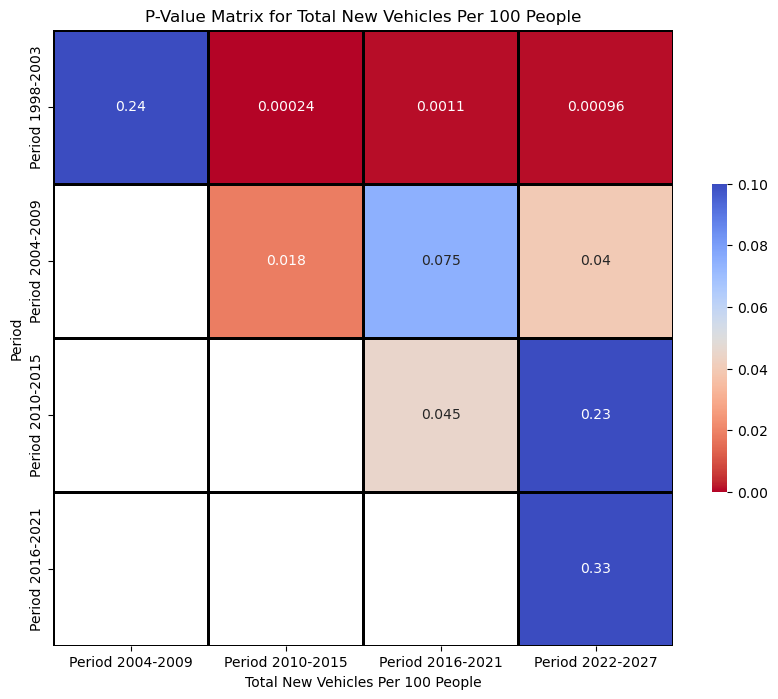 P-Value Matrix for Total New Vehicles Per 100 People
Period 1998-2003
0.24
0.00024
0.0011
0.00096
Period 2004-2009
0.018
0.075
0.04
Period
Period 2010-2015
0.045
0.23
Period 2016-2021
0.33
Period 2004-2009
Period 2010-2015
Period 2016-2021
Period 2022-2027
Total New Vehicles Per 100 People
0.10
0.08
0.06
0.04
0.02
0.00